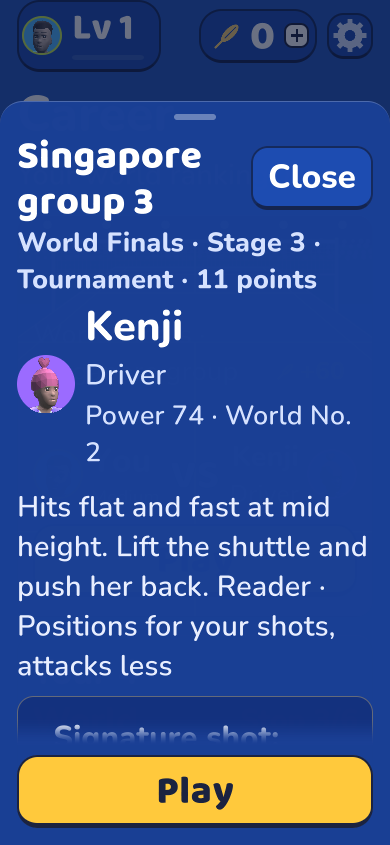 Lv 1
0
Career
Singapore
group 3
Close
World Finals · Stage 3 ·
Tournament · 11 points
Kenji
Driver
Power 74 · World No.
2
Hits flat and fast at mid
height. Lift the shuttle and
push her back. Reader ·
Positions for your shots,
attacks less
Signature shot:
Play